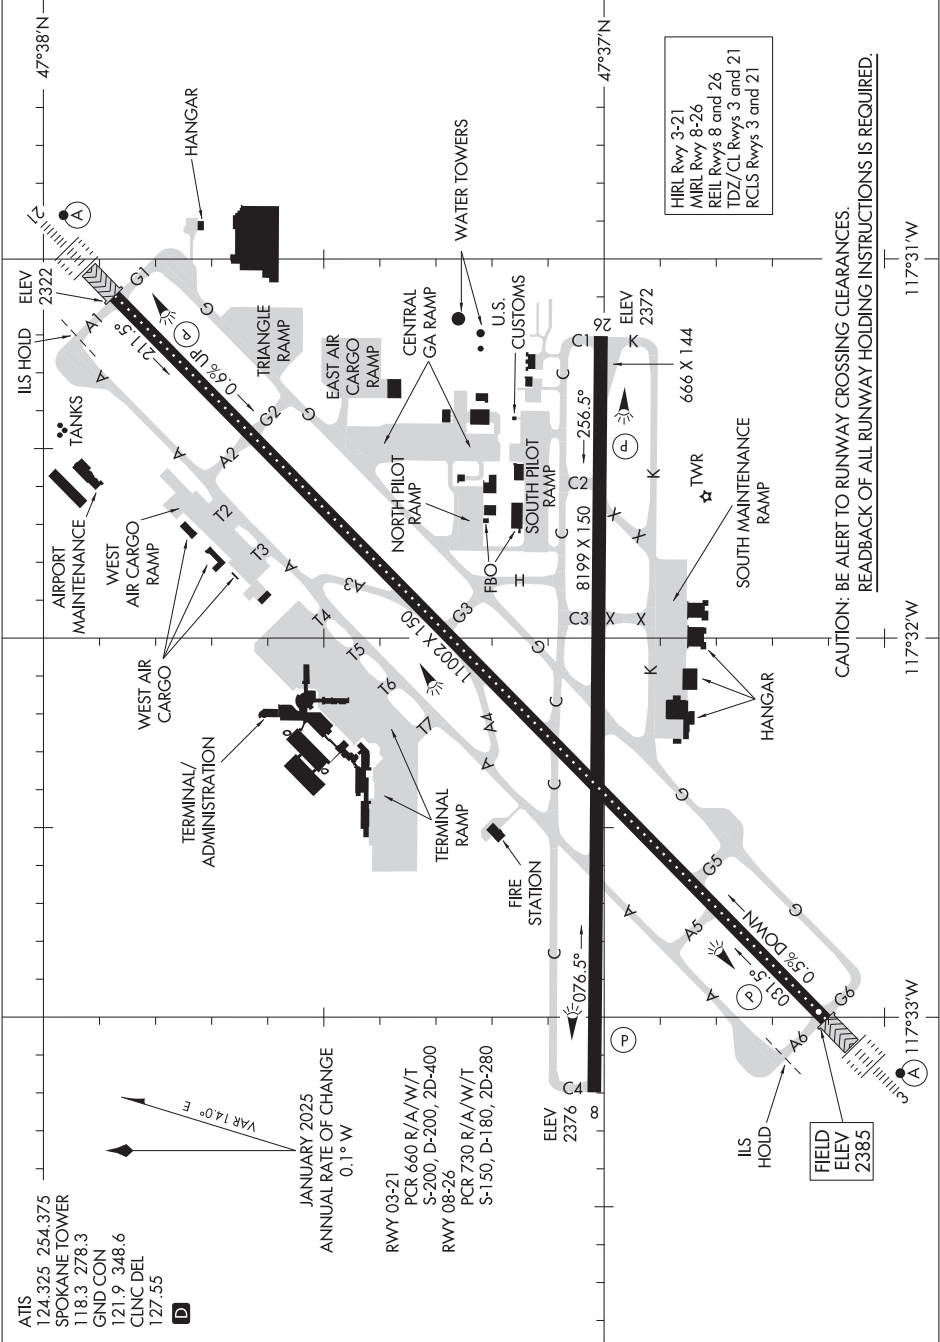 ATIS
124.325 254.375
SPOKANE TOWER
118.3 278.3
GND CON
121.9 348.6
CLNC DEL
127.55
D
VAR 14.0° E
JANUARY 2025
ANNUAL RATE OF CHANGE
0.1° W
RWY 03-21
PCR 660 R/A/W/T
S-200, D-200, 2D-400
RWY 08-26
PCR 730 R/A/W/T
S-150, D-180, 2D-280
47°38'N
47°37'N
117°31'W
117°32'W
117°33'W
HIRL Rwy 3-21
MIRL Rwy 8-26
REIL Rwys 8 and 26
TDZ/CL Rwys 3 and 21
RCLS Rwys 3 and 21
CAUTION: BE ALERT TO RUNWAY CROSSING CLEARANCES.
READBACK OF ALL RUNWAY HOLDING INSTRUCTIONS IS REQUIRED.
HANGAR
21
A
ELEV
2322
ILS HOLD
A1
G1
211.5°
0.6% UP
P
G
A
TRIANGLE
RAMP
EAST AIR
CARGO
RAMP
CENTRAL
GA RAMP
WATER TOWERS
U.S.
CUSTOMS
TANKS
AIRPORT
MAINTENANCE
WEST
AIR CARGO
RAMP
WEST AIR
CARGO
A
A2
G2
G
T2
T3
A
A3
G3
T4
T5
T6
T7
11002 X 150
NORTH PILOT
RAMP
SOUTH PILOT
RAMP
FBO
H
C
C1
26
K
ELEV
2372
256.5°
P
666 X 144
C2
C
8199 X 150
K
TWR
X
X
SOUTH MAINTENANCE
RAMP
C3
X
X
K
HANGAR
G
C
A4
A
C
TERMINAL/
ADMINISTRATION
TERMINAL
RAMP
FIRE
STATION
G
G5
A
A5
G
C
076.5°
P
A
P
031.5°
0.5% DOWN
G6
A6
C4
8
ELEV
2376
ILS
HOLD
FIELD
ELEV
2385
3
A